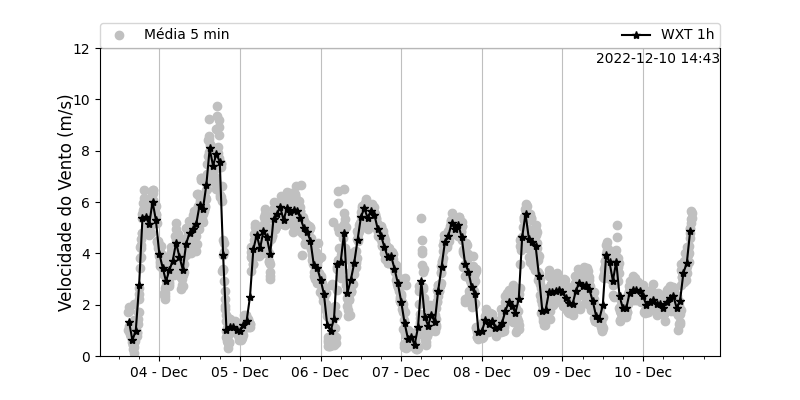 Média 5 min
WXT 1h
2022-12-10 14:43
Velocidade do Vento (m/s)
12
10
8
6
4
2
0
04 - Dec
05 - Dec
06 - Dec
07 - Dec
08 - Dec
09 - Dec
10 - Dec